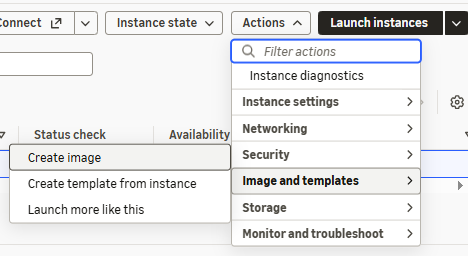 Connect
Instance state
Actions
Launch instances
Filter actions
Instance diagnostics
Instance settings
Networking
Security
Image and templates
Storage
Monitor and troubleshoot
Status check
Availability
Create image
Create template from instance
Launch more like this